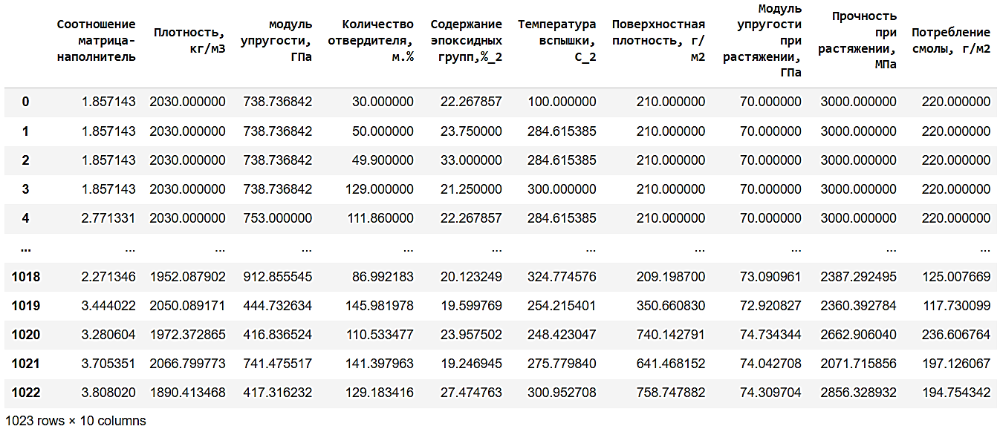 Соотношение матрица-наполнитель Плотность, кг/м3 модуль упругости, ГПа Количество отвердителя, м.% Содержание эпоксидных групп,%_2 Температура вспышки, С_2 Поверхностная плотность, г/м2 Модуль упругости при растяжении, ГПа Прочность при растяжении, МПа Потребление смолы, г/м2
0 1.857143 2030.000000 738.736842 30.000000 22.267857 100.000000 210.000000 70.000000 3000.000000 220.000000
1 1.857143 2030.000000 738.736842 50.000000 23.750000 284.615385 210.000000 70.000000 3000.000000 220.000000
2 1.857143 2030.000000 738.736842 49.900000 33.000000 284.615385 210.000000 70.000000 3000.000000 220.000000
3 1.857143 2030.000000 738.736842 129.000000 21.250000 300.000000 210.000000 70.000000 3000.000000 220.000000
4 2.771331 2030.000000 753.000000 111.860000 22.267857 284.615385 210.000000 70.000000 3000.000000 220.000000
... ... ... ... ... ... ... ... ... ... ...
1018 2.271346 1952.087902 912.855545 86.992183 20.123249 324.774576 209.198700 73.090961 2387.292495 125.007669
1019 3.444022 2050.089171 444.732634 145.981978 19.599769 254.215401 350.660830 72.920827 2360.392784 117.730099
1020 3.280604 1972.372865 416.836524 110.533477 23.957502 248.423047 740.142791 74.734344 2662.906040 236.606764
1021 3.705351 2066.799773 741.475517 141.397963 19.246945 275.779840 641.468152 74.042708 2071.715856 197.126067
1022 3.808020 1890.413468 417.316232 129.183416 27.474763 300.952708 758.747882 74.309704 2856.328932 194.754342
1023 rows × 10 columns